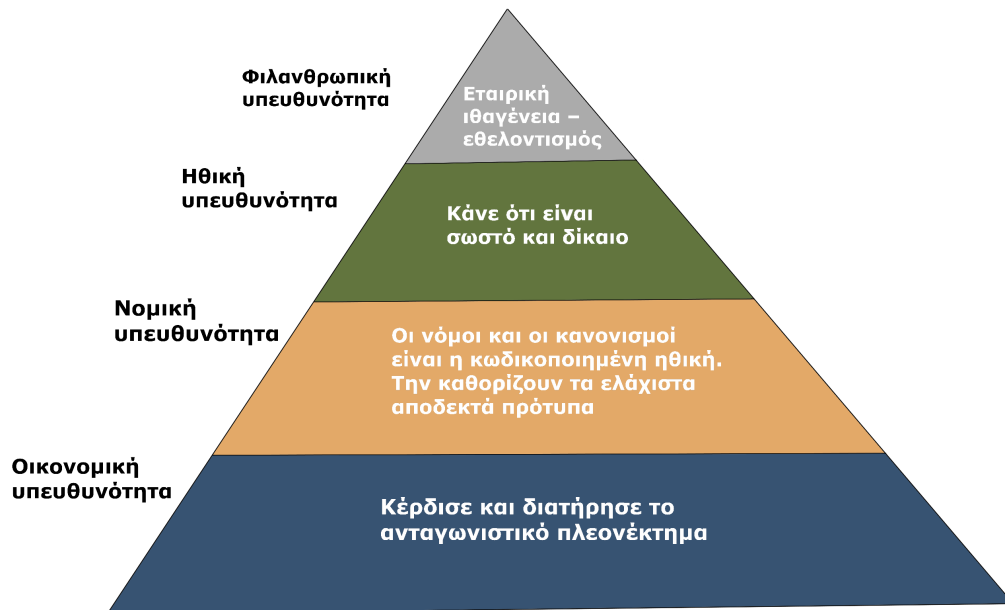 Φιλανθρωπική
υπευθυνότητα
Εταιρική
ιθαγένεια –
εθελοντισμός
Ηθική
υπευθυνότητα
Κάνε ότι είναι
σωστό και δίκαιο
Νομική
υπευθυνότητα
Οι νόμοι και οι κανονισμοί
είναι η κωδικοποιημένη ηθική.
Την καθορίζουν τα ελάχιστα
αποδεκτά πρότυπα
Οικονομική
υπευθυνότητα
Κέρδισε και διατήρησε το
ανταγωνιστικό πλεονέκτημα